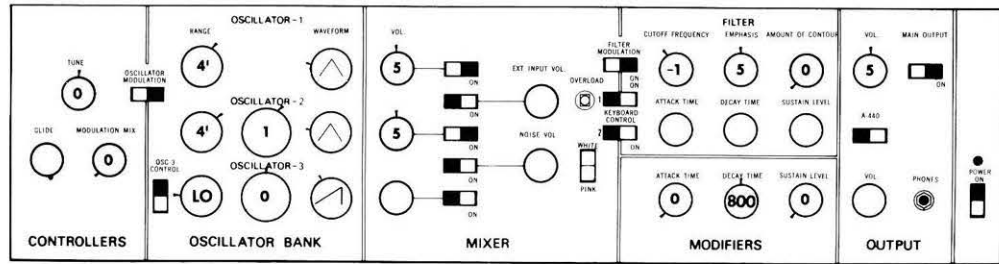 OSCILLATOR-1
RANGE
WAVEFORM
4'
TUNE
0
OSCILLATOR
MODULATION
OSCILLATOR-2
4'
1
GLIDE
MODULATION MIX
0
OSC 3
CONTROL
OSCILLATOR-3
LO
0
CONTROLLERS
OSCILLATOR BANK
VOL.
5
ON
EXT INPUT VOL.
OVERLOAD
ON
5
ON
NOISE VOL
WHITE
ON
PINK
ON
MIXER
FILTER
MODULATION
ON
1
KEYBOARD
CONTROL
2
ON
ON
FILTER
CUTOFF FREQUENCY
EMPHASIS
AMOUNT OF CONTOUR
-1
5
0
ATTACK TIME
DECAY TIME
SUSTAIN LEVEL
ATTACK TIME
DECAY TIME
SUSTAIN LEVEL
0
800
0
MODIFIERS
VOL.
MAIN OUTPUT
5
ON
A-440
VOL
PHONES
OUTPUT
POWER
ON